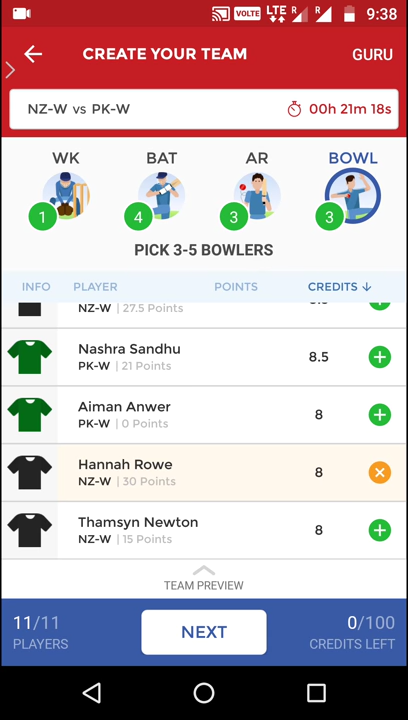 VOLTE LTE R R 9:38
CREATE YOUR TEAM GURU
NZ-W vs PK-W 00h 21m 18s
WK BAT AR BOWL
1 4 3 3
PICK 3-5 BOWLERS
INFO PLAYER POINTS CREDITS ↓
NZ-W | 27.5 Points
Nashra Sandhu 8.5
PK-W | 21 Points
Aiman Anwer 8
PK-W | 0 Points
Hannah Rowe 8
NZ-W | 30 Points
Thamsyn Newton 8
NZ-W | 15 Points
TEAM PREVIEW
11/11 NEXT 0/100
PLAYERS CREDITS LEFT